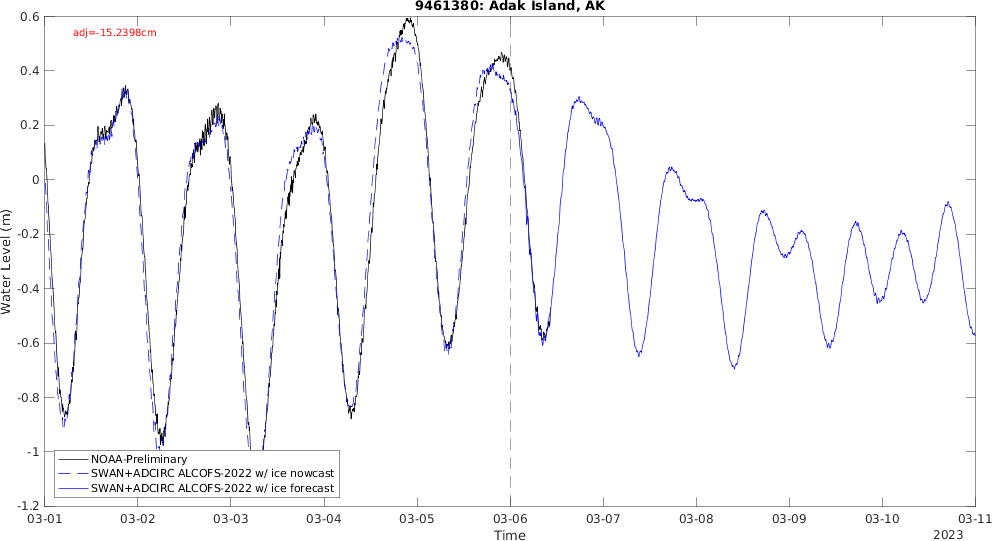 9461380: Adak Island, AK
adj=-15.2398cm
Water Level (m)
0.6
0.4
0.2
0
-0.2
-0.4
-0.6
-0.8
-1
-1.2
NOAA-Preliminary
SWAN+ADCIRC ALCOFS-2022 w/ ice nowcast
SWAN+ADCIRC ALCOFS-2022 w/ ice forecast
03-01 03-02 03-03 03-04 03-05 03-06 03-07 03-08 03-09 03-10 03-11
Time
2023